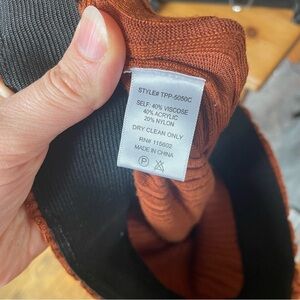 STYLE# TPP-5050C
SELF: 40% VISCOSE
40% ACRYLIC
20% NYLON
DRY CLEAN ONLY
RN# 115602
MADE IN CHINA
P